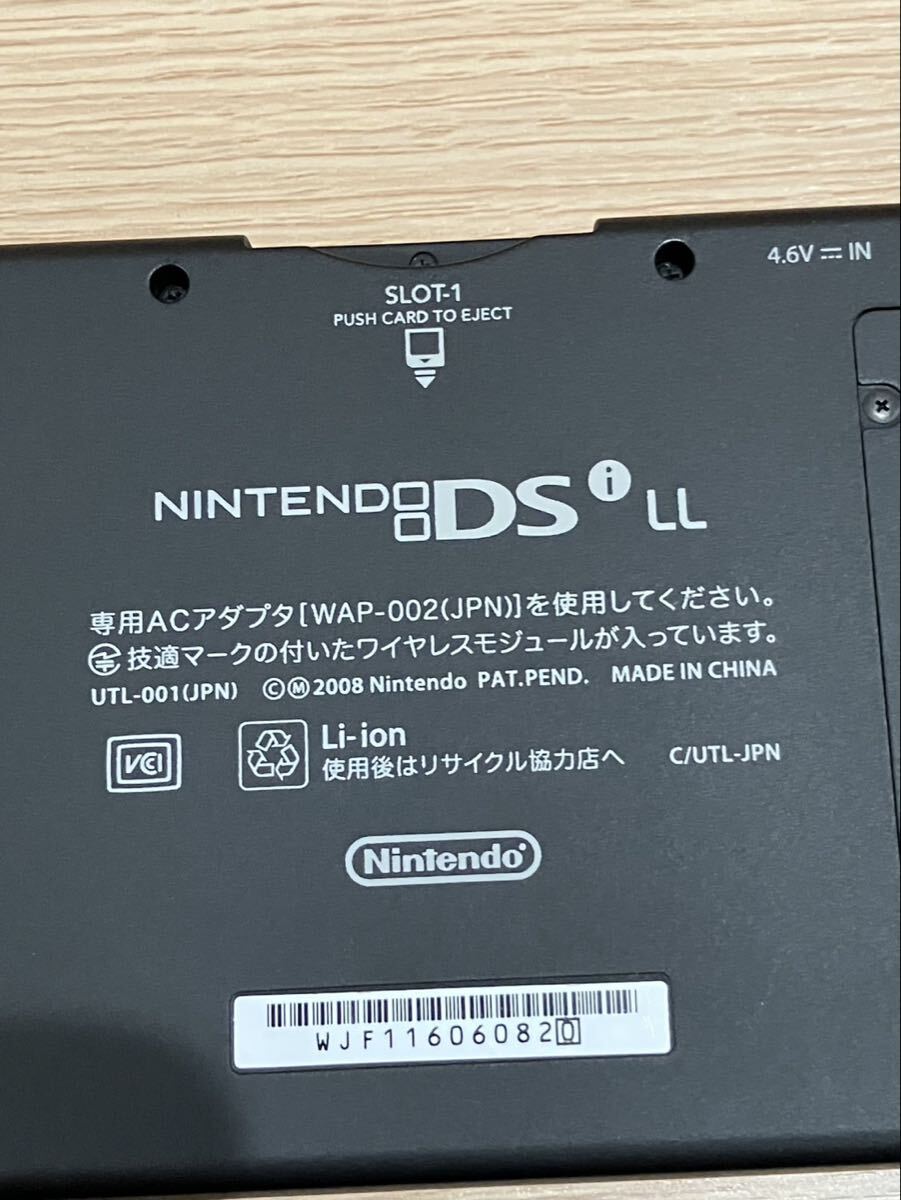 4.6V ⎓ IN
SLOT-1
PUSH CARD TO EJECT
NINTENDO DSi LL
専用ACアダプタ[WAP-002(JPN)]を使用してください。
技適マークの付いたワイヤレスモジュールが入っています。
UTL-001(JPN) ©Ⓜ2008 Nintendo PAT.PEND. MADE IN CHINA
VCCI
Li-ion
使用後はリサイクル協力店へ C/UTL-JPN
Nintendo
WJF116060820